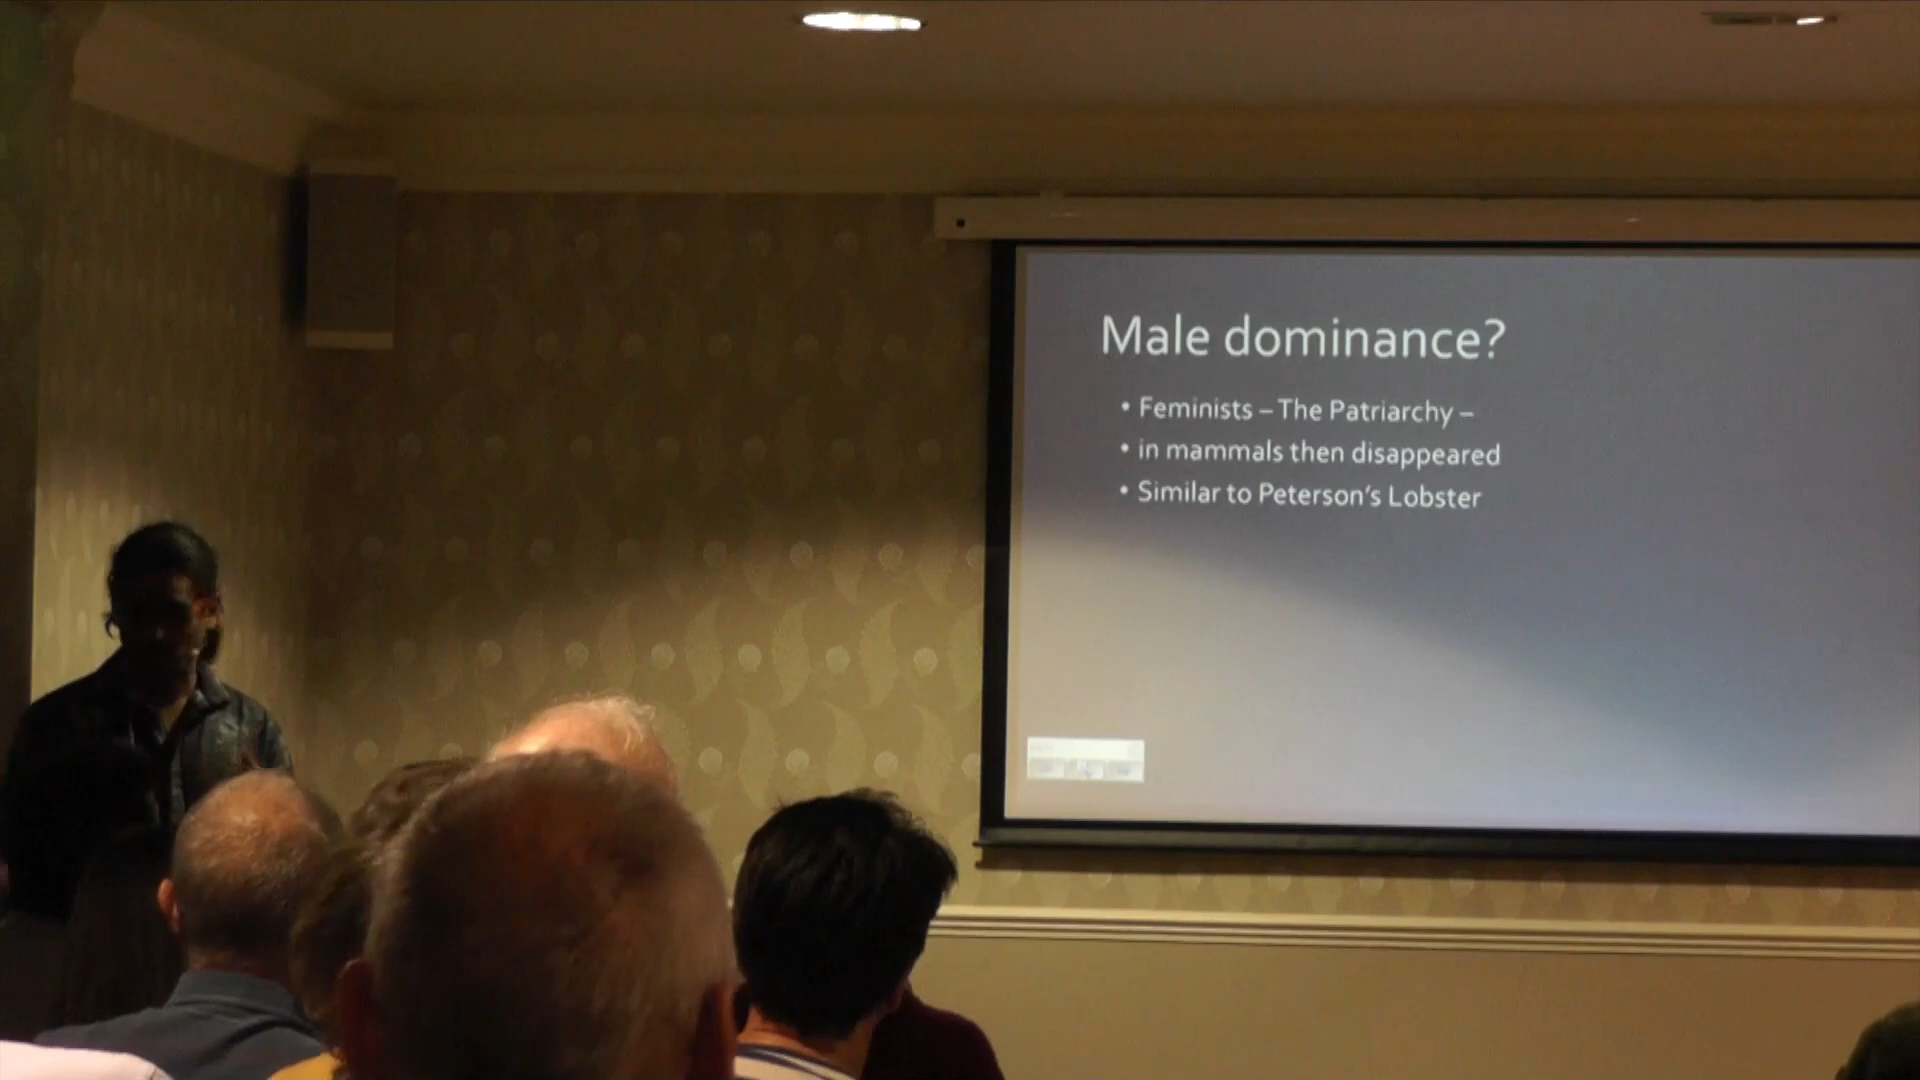 Male dominance?
• Feminists – The Patriarchy –
• in mammals then disappeared
• Similar to Peterson's Lobster